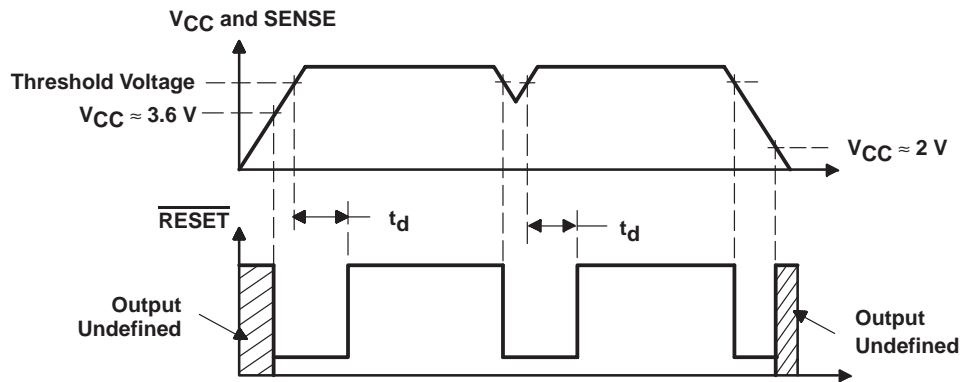 VCC and SENSE
Threshold Voltage
VCC ≈ 3.6 V
VCC ≈ 2 V
RESET
td
td
Output
Undefined
Output
Undefined